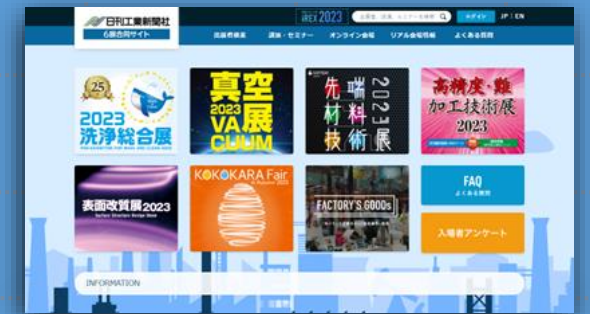 日刊工業新聞社
6展合同サイト
iREX 2023
ログイン
JP | EN
出展者検索
講演・セミナー
オンライン会場
リアル会場情報
よくある質問
25
2023
洗浄総合展
真空
2023
VA展
CUUM
先端
材料
技術展
2023
高精度・難
加工技術展
2023
表面改質展2023
KOKOKARA Fair
FACTORY'S GOODs
FAQ
よくある質問
入場者アンケート
INFORMATION